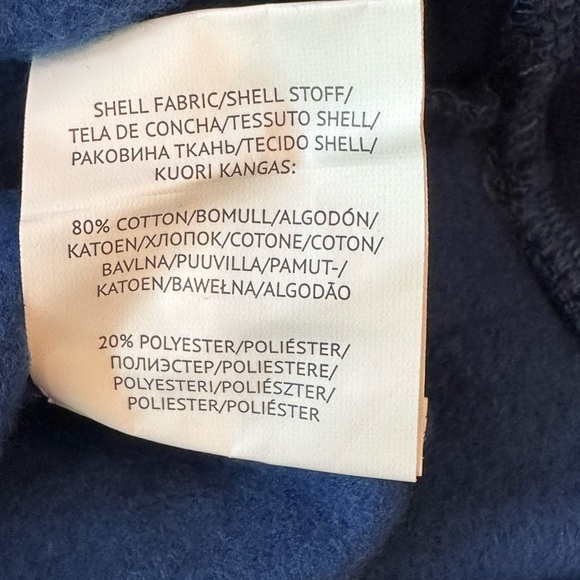 SHELL FABRIC/SHELL STOFF/
TELA DE CONCHA/TESSUTO SHELL/
РАКОВИНА ТКАНЬ/TECIDO SHELL/
KUORI KANGAS:
80% COTTON/BOMULL/ALGODÓN/
KATOEN/ХЛОПОК/COTONE/COTON/
BAVLNA/PUUVILLA/PAMUT-/
KATOEN/BAWEŁNA/ALGODÃO
20% POLYESTER/POLIÉSTER/
ПОЛИЭСТЕР/POLIESTERE/
POLYESTERI/POLIÉSZTER/
POLIESTER/POLIÉSTER